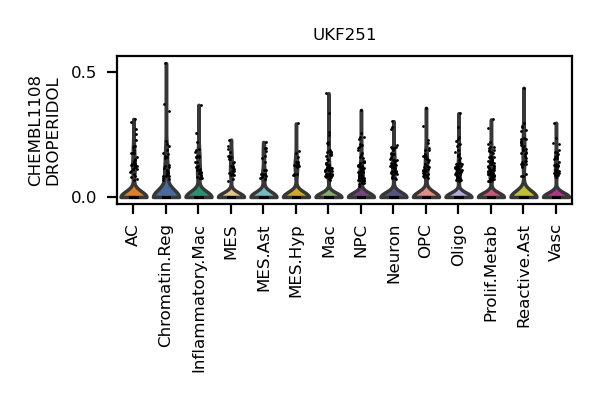 UKF251
CHEMBL1108
DROPERIDOL
0.5
0.0
AC
Chromatin.Reg
Inflammatory.Mac
MES
MES.Ast
MES.Hyp
Mac
NPC
Neuron
OPC
Oligo
Prolif.Metab
Reactive.Ast
Vasc